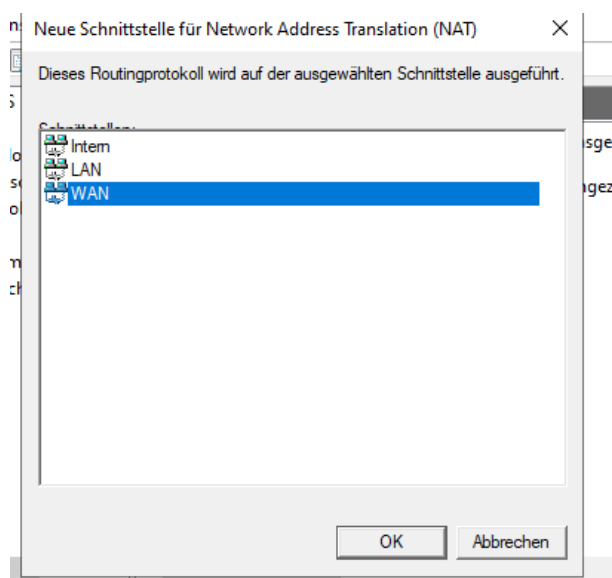 Neue Schnittstelle für Network Address Translation (NAT)
Dieses Routingprotokoll wird auf der ausgewählten Schnittstelle ausgeführt.
Schnittstellen:
Intern
LAN
WAN
OK Abbrechen